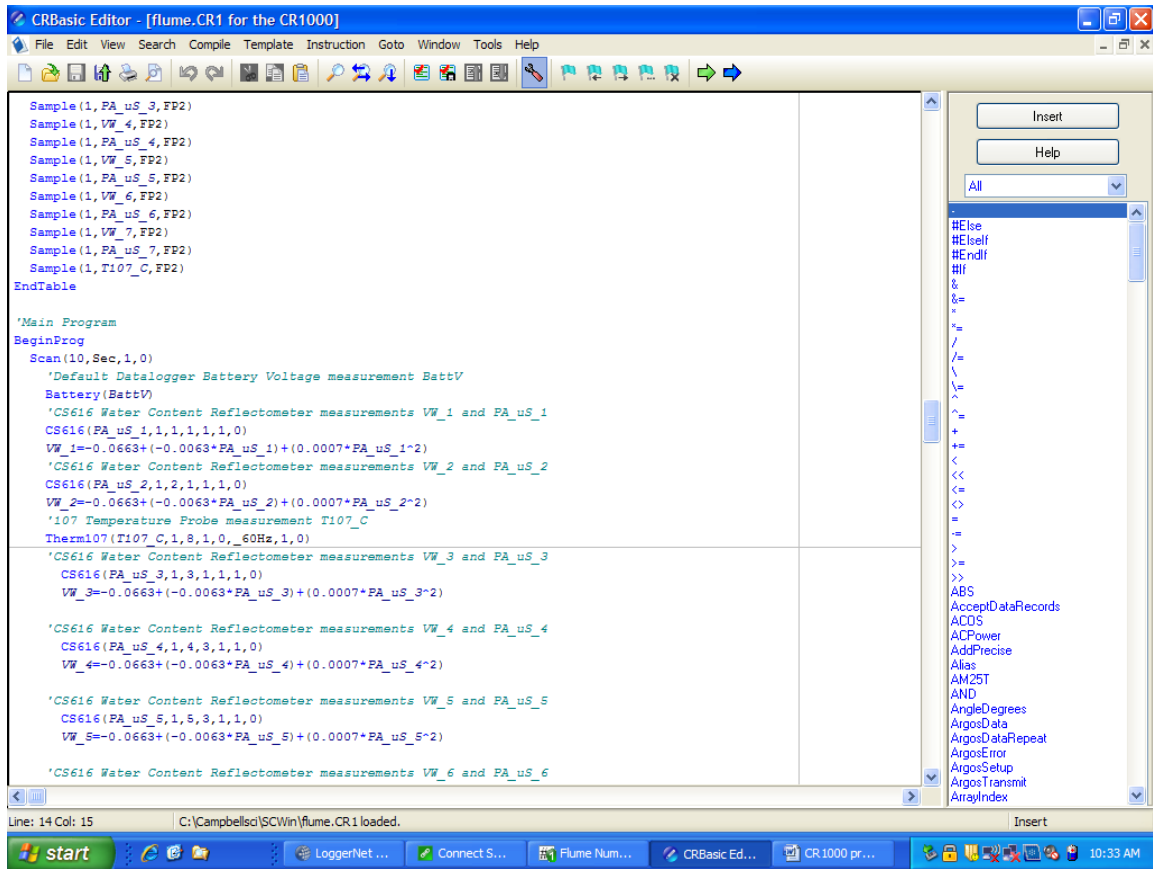 CRBasic Editor - [flume.CR1 for the CR1000]
File Edit View Search Compile Template Instruction Goto Window Tools Help
Sample(1,PA_uS_3,FP2)
Sample(1,VW_4,FP2)
Sample(1,PA_uS_4,FP2)
Sample(1,VW_5,FP2)
Sample(1,PA_uS_5,FP2)
Sample(1,VW_6,FP2)
Sample(1,PA_uS_6,FP2)
Sample(1,VW_7,FP2)
Sample(1,PA_uS_7,FP2)
Sample(1,T107_C,FP2)
EndTable
'Main Program
BeginProg
Scan(10,Sec,1,0)
'Default Datalogger Battery Voltage measurement BattV
Battery(BattV)
'CS616 Water Content Reflectometer measurements VW_1 and PA_uS_1
CS616(PA_uS_1,1,1,1,1,1,0)
VW_1=-0.0663+(-0.0063*PA_uS_1)+(0.0007*PA_uS_1^2)
'CS616 Water Content Reflectometer measurements VW_2 and PA_uS_2
CS616(PA_uS_2,1,2,1,1,1,0)
VW_2=-0.0663+(-0.0063*PA_uS_2)+(0.0007*PA_uS_2^2)
'107 Temperature Probe measurement T107_C
Therm107(T107_C,1,8,1,0,_60Hz,1,0)
'CS616 Water Content Reflectometer measurements VW_3 and PA_uS_3
CS616(PA_uS_3,1,3,1,1,1,0)
VW_3=-0.0663+(-0.0063*PA_uS_3)+(0.0007*PA_uS_3^2)
'CS616 Water Content Reflectometer measurements VW_4 and PA_uS_4
CS616(PA_uS_4,1,4,3,1,1,0)
VW_4=-0.0663+(-0.0063*PA_uS_4)+(0.0007*PA_uS_4^2)
'CS616 Water Content Reflectometer measurements VW_5 and PA_uS_5
CS616(PA_uS_5,1,5,3,1,1,0)
VW_5=-0.0663+(-0.0063*PA_uS_5)+(0.0007*PA_uS_5^2)
'CS616 Water Content Reflectometer measurements VW_6 and PA_uS_6
Insert
Help
All
-
#Else
#ElseIf
#EndIf
#If
&
&=
*
*=
/
/=
\
\=
^
^=
+
+=
<
<<
<=
<>
=
-=
>
>=
>>
ABS
AcceptDataRecords
ACOS
ACPower
AddPrecise
Alias
AM25T
AND
AngleDegrees
ArgosData
ArgosDataRepeat
ArgosError
ArgosSetup
ArgosTransmit
ArrayIndex
Line: 14 Col: 15 C:\Campbellsci\SCWin\flume.CR1 loaded. Insert
start LoggerNet ... Connect S... Flume Num... CRBasic Ed... CR1000 pr... 10:33 AM